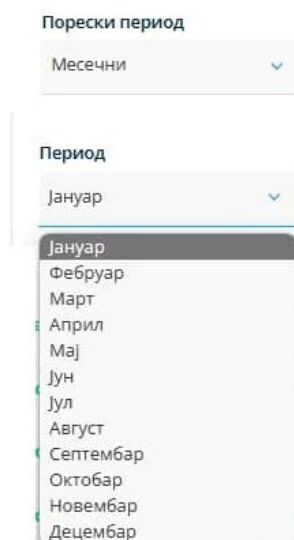 Порески период
Месечни
Период
Јануар
Јануар
Фебруар
Март
Април
Мај
Јун
Јул
Август
Септембар
Октобар
Новембар
Децембар